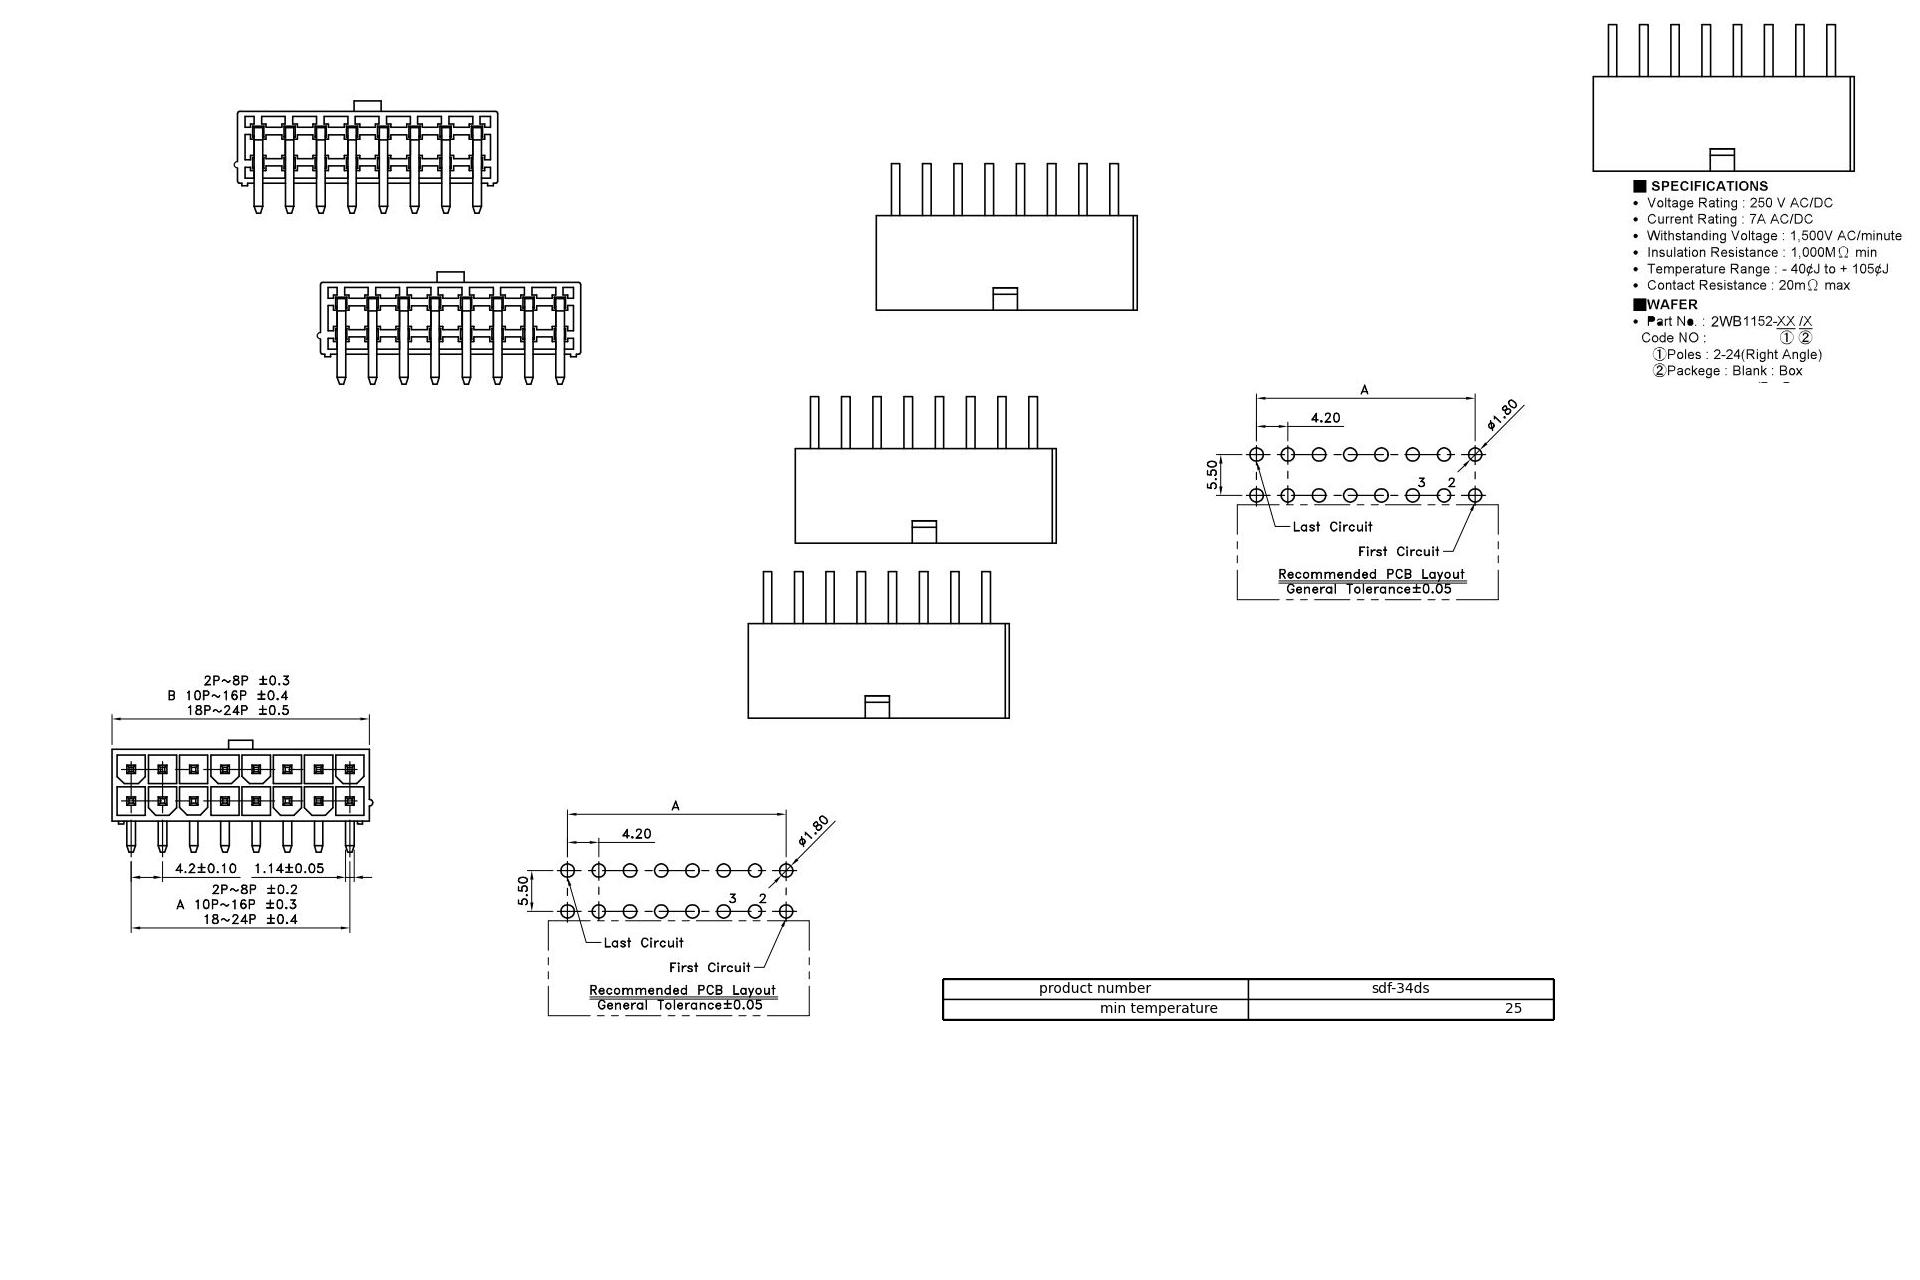 ■ SPECIFICATIONS
• Voltage Rating : 250 V AC/DC
• Current Rating : 7A AC/DC
• Withstanding Voltage : 1,500V AC/minute
• Insulation Resistance : 1,000MΩ min
• Temperature Range : - 40¢J to + 105¢J
• Contact Resistance : 20mΩ max
■WAFER
• Part No. : 2WB1152-XX /X
Code NO : ① ②
①Poles : 2-24(Right Angle)
②Packege : Blank : Box
A
4.20
ø1.80
5.50
3 2
Last Circuit
First Circuit
Recommended PCB Layout
General Tolerance±0.05
2P~8P ±0.3
B 10P~16P ±0.4
18P~24P ±0.5
4.2±0.10 1.14±0.05
2P~8P ±0.2
A 10P~16P ±0.3
18~24P ±0.4
A
4.20
ø1.80
5.50
3 2
Last Circuit
First Circuit
Recommended PCB Layout
General Tolerance±0.05
product number sdf-34ds
min temperature 25